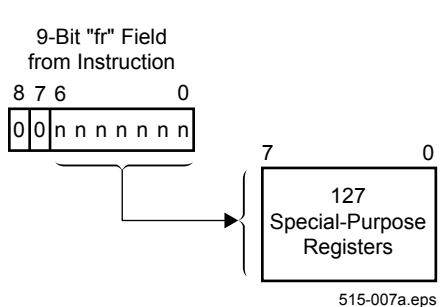 9-Bit "fr" Field
from Instruction
8 7 6 0
0 0 n n n n n n n
7 0
127
Special-Purpose
Registers
515-007a.eps